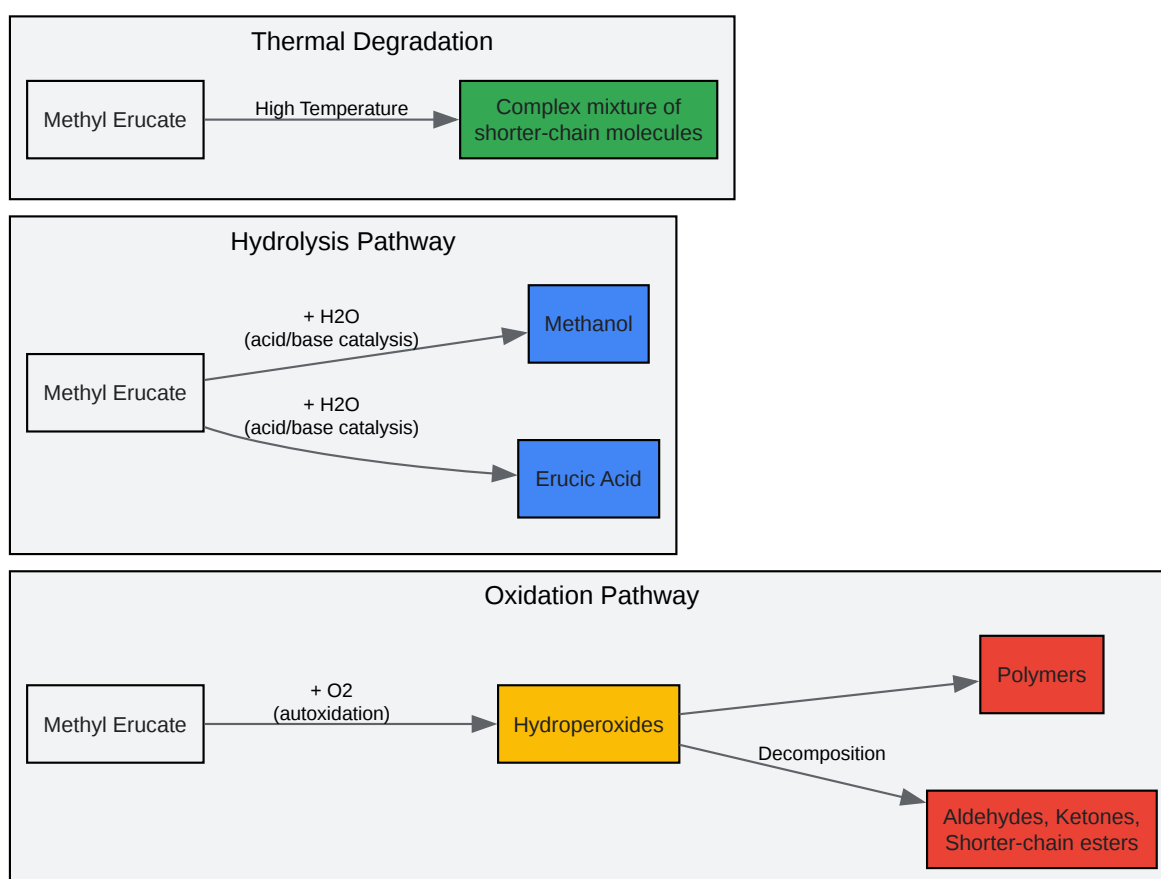 Thermal Degradation
Methyl Erucate
High Temperature
Complex mixture of
shorter-chain molecules
Hydrolysis Pathway
Methyl Erucate
+ H2O
(acid/base catalysis)
Methanol
+ H2O
(acid/base catalysis)
Erucic Acid
Oxidation Pathway
Methyl Erucate
+ O2
(autoxidation)
Hydroperoxides
Polymers
Decomposition
Aldehydes, Ketones,
Shorter-chain esters